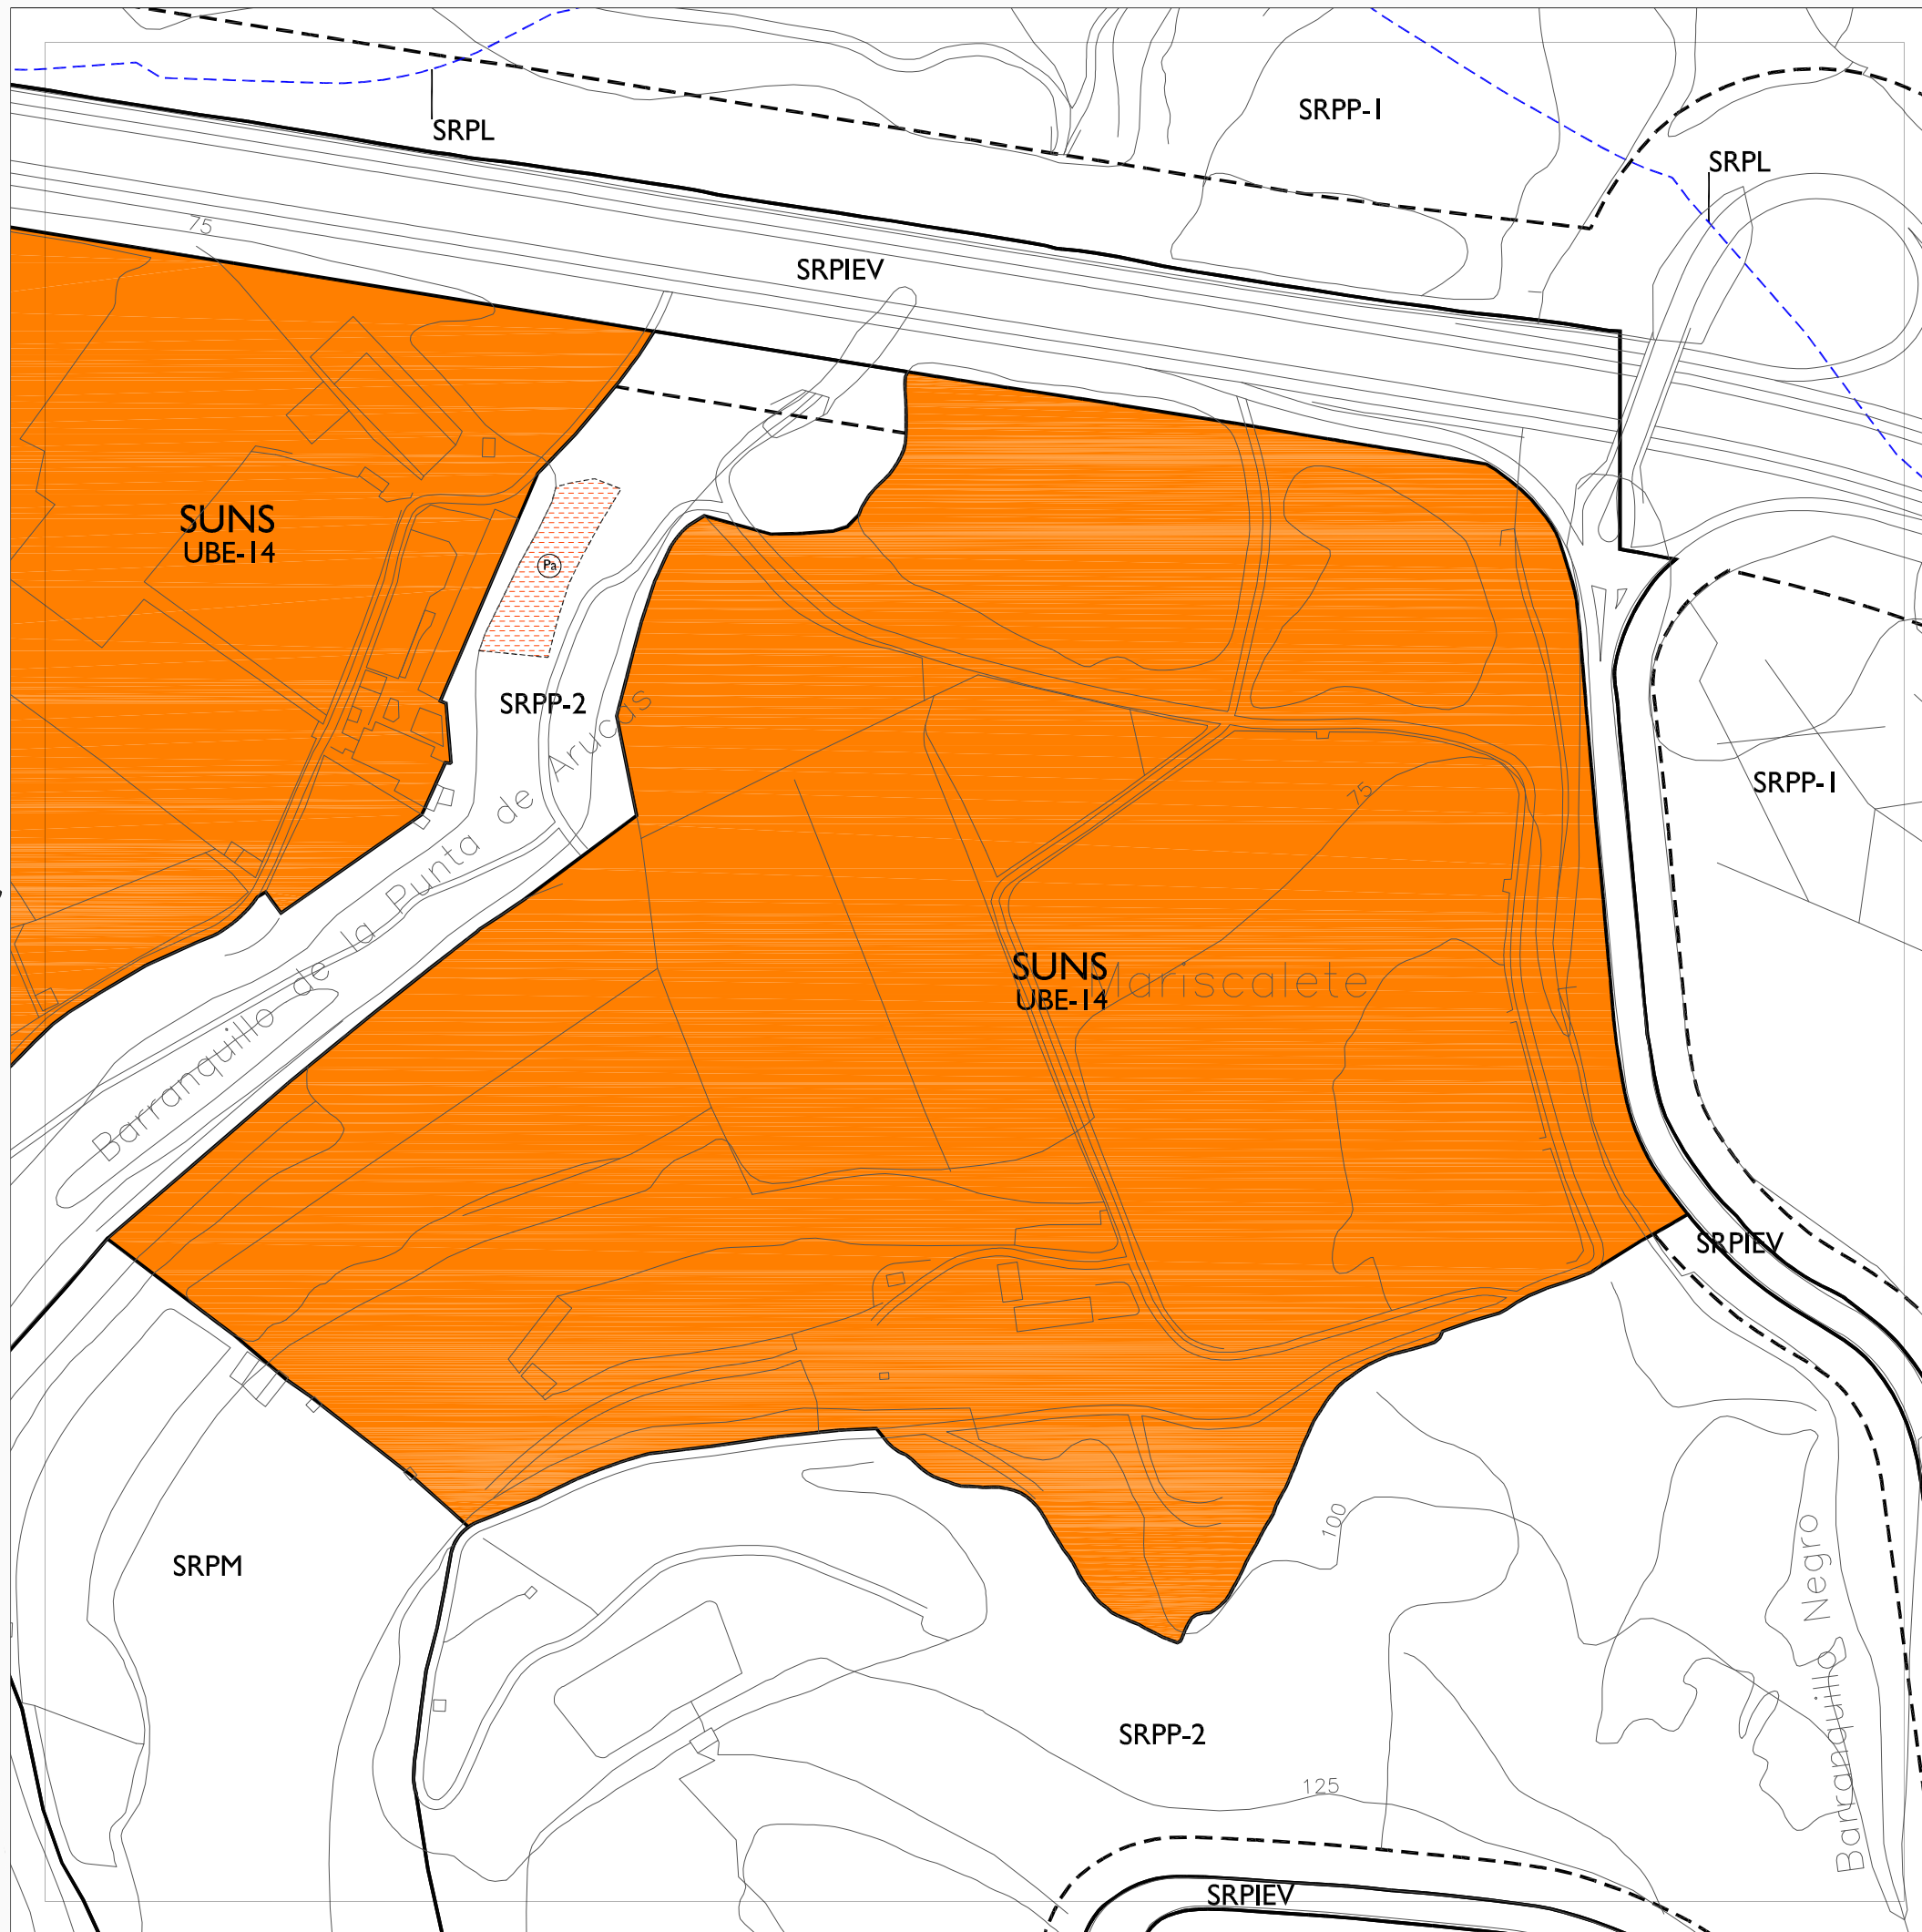 SRPP-1
SRPL
SRPL
75
SRPIEV
SUNS
UBE-14
Pa
SRPP-2
Barranquillo de la Punta de Arucas
75
SRPP-1
SUNS
UBE-14
Mariscalete
SRPIEV
100
SRPM
Barranquillo Negro
SRPP-2
125
SRPIEV